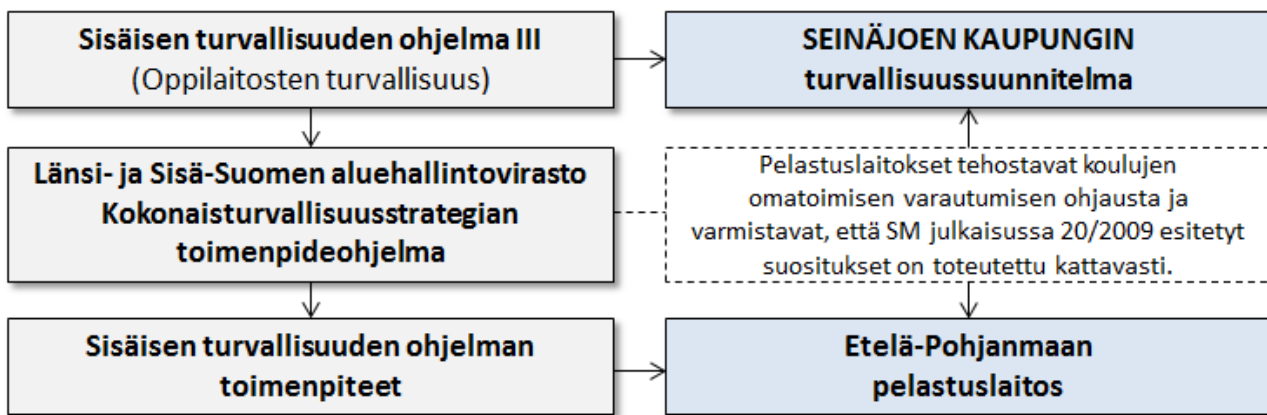 Sisäisen turvallisuuden ohjelma III
(Oppilaitosten turvallisuus)
SEINÄJOEN KAUPUNGIN
turvallisuussuunnitelma
Länsi- ja Sisä-Suomen aluehallintovirasto
Kokonaisturvallisuusstrategian
toimenpideohjelma
Pelastuslaitokset tehostavat koulujen
omatoimisen varautumisen ohjausta ja
varmistavat, että SM julkaisussa 20/2009 esitetyt
suositukset on toteutettu kattavasti.
Sisäisen turvallisuuden ohjelman
toimenpiteet
Etelä-Pohjanmaan
pelastuslaitos